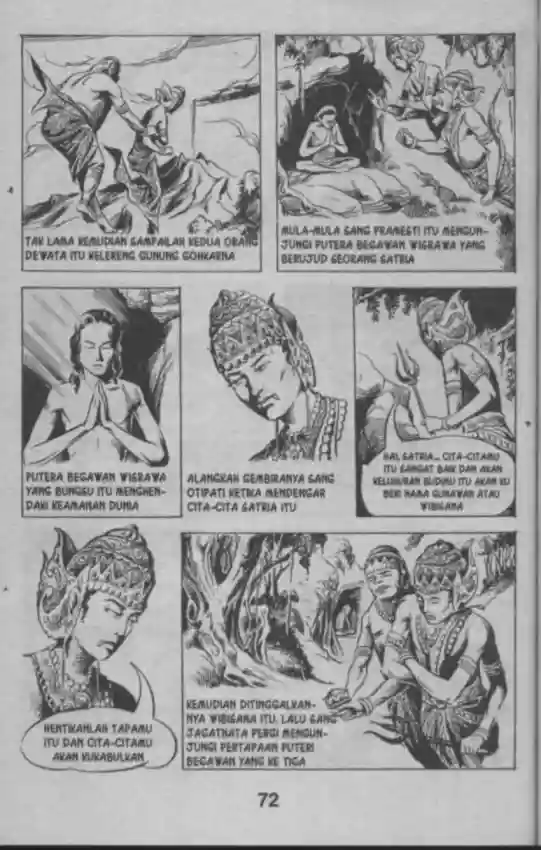 TAK LAMA KEMUDIAN SAMPAILAH KEDUA ORANG
DEWATA ITU KELERENG GUNUNG GOHKARNA
MULA-MULA SANG PRAMESTI ITU MENGUN-
JUNGI PUTERA BEGAWAN WISRAWA YANG
BERUJUD SEORANG SATRIA
PUTERA BEGAWAN WISRAWA
YANG BUNGSU ITU MENGHEN-
DAKI KEAMANAN DUNIA
ALANGKAH GEMBIRANYA SANG
OTIPATI KETIKA MENDENGAR
CITA-CITA SATRIA ITU
HAI, SATRIA... CITA-CITAMU
ITU SANGAT BAIK DAN AKAN
KELUHURAN BUDIMU ITU AKAN KU
BERI NAMA GUNAWAN ATAU
WIBISANA
HENTIKANLAH TAPAMU
ITU DAN CITA-CITAMU
AKAN KUKABULKAN
KEMUDIAN DITINGGALKAN-
NYA WIBISANA ITU, LALU SANG
JAGATNATA PERGI MENGUN-
JUNGI PERTAPAAN PUTERI
BEGAWAN YANG KE TIGA
72